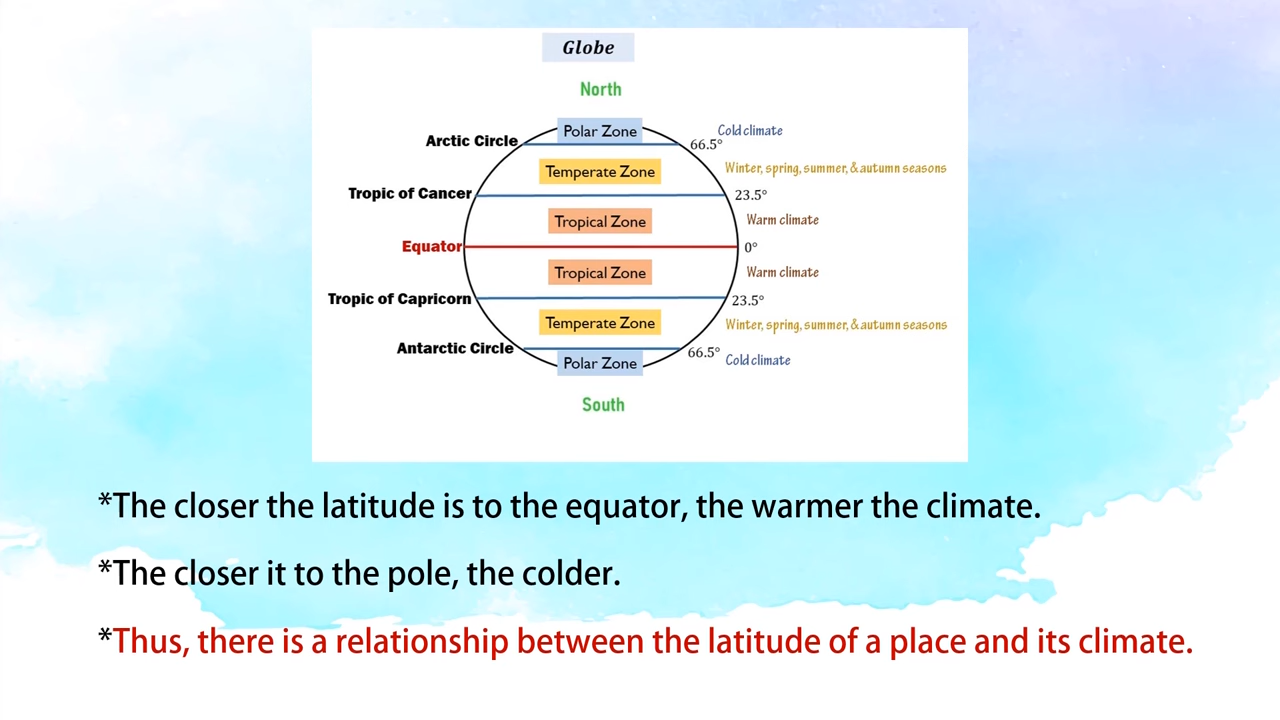 Globe
North
Polar Zone
Cold climate
Arctic Circle
66.5°
Temperate Zone
Winter, spring, summer, & autumn seasons
Tropic of Cancer
23.5°
Tropical Zone
Warm climate
Equator
0°
Tropical Zone
Warm climate
Tropic of Capricorn
23.5°
Temperate Zone
Winter, spring, summer, & autumn seasons
Antarctic Circle
66.5°
Polar Zone
Cold climate
South
*The closer the latitude is to the equator, the warmer the climate.
*The closer it to the pole, the colder.
*Thus, there is a relationship between the latitude of a place and its climate.